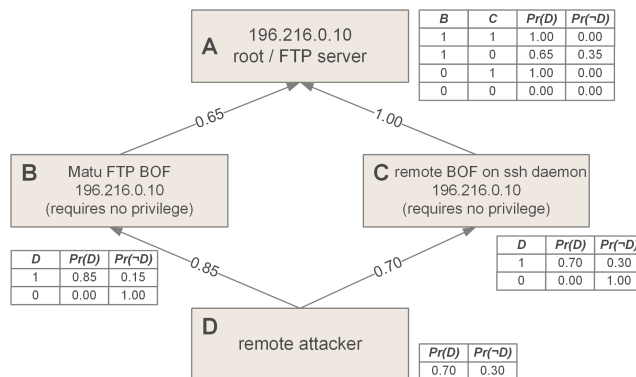 A
196.216.0.10
root / FTP server
B C Pr(D) Pr(¬D)
1 1 1.00 0.00
1 0 0.65 0.35
0 1 1.00 0.00
0 0 0.00 0.00
0.65
1.00
B
Matu FTP BOF
196.216.0.10
(requires no privilege)
C remote BOF on ssh daemon
196.216.0.10
(requires no privilege)
D Pr(D) Pr(¬D)
1 0.85 0.15
0 0.00 1.00
0.85
0.70
D Pr(D) Pr(¬D)
1 0.70 0.30
0 0.00 1.00
D
remote attacker
Pr(D) Pr(¬D)
0.70 0.30